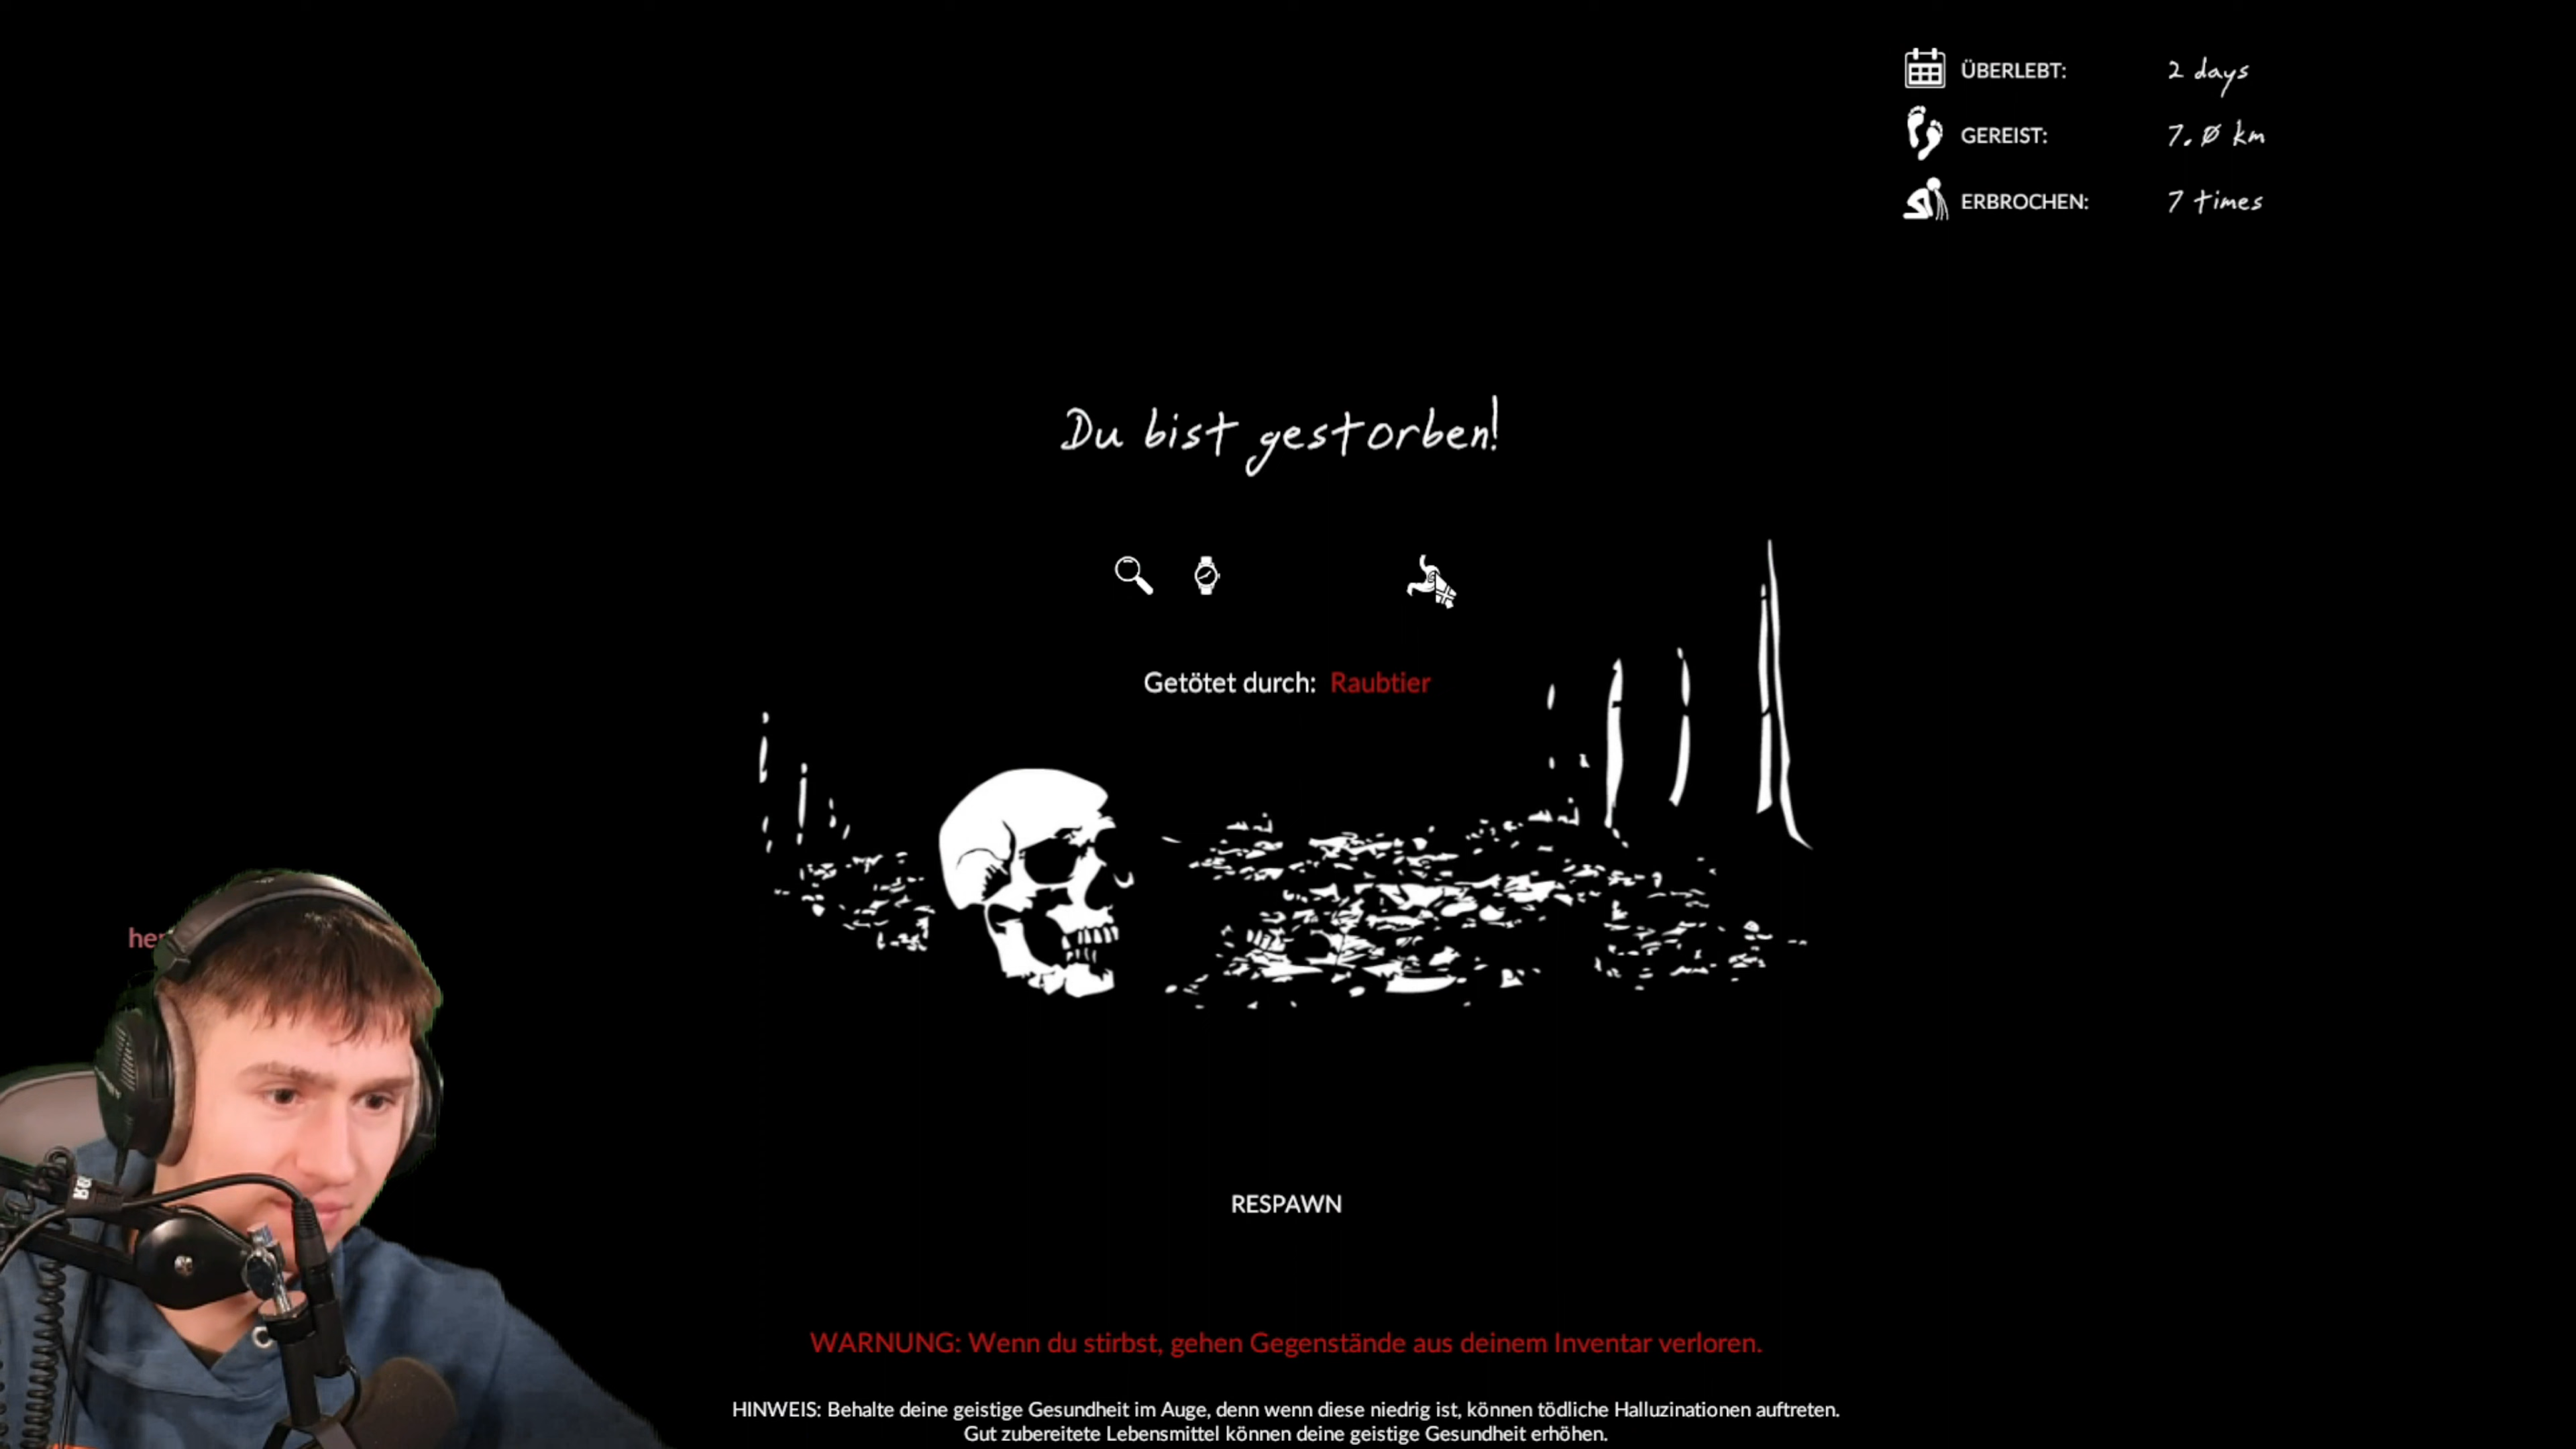 ÜBERLEBT: 2 days
GEREIST: 7.0 km
ERBROCHEN: 7 times
Du bist gestorben!
Getötet durch: Raubtier
RESPAWN
WARNUNG: Wenn du stirbst, gehen Gegenstände aus deinem Inventar verloren.
HINWEIS: Behalte deine geistige Gesundheit im Auge, denn wenn diese niedrig ist, können tödliche Halluzinationen auftreten.
Gut zubereitete Lebensmittel können deine geistige Gesundheit erhöhen.